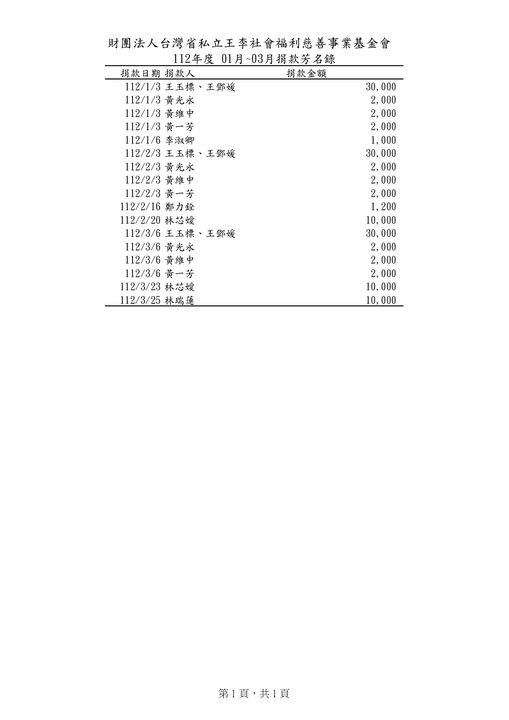 財團法人台灣省私立王李社會福利慈善事業基金會
112年度 01月~03月捐款芳名錄
捐款日期 捐款人 捐款金額
112/1/3 王玉標、王鄧媛 30,000
112/1/3 黃光永 2,000
112/1/3 黃維中 2,000
112/1/3 黃一芳 2,000
112/1/6 李淑卿 1,000
112/2/3 王玉標、王鄧媛 30,000
112/2/3 黃光永 2,000
112/2/3 黃維中 2,000
112/2/3 黃一芳 2,000
112/2/16 鄭力銓 1,200
112/2/20 林芯嫒 10,000
112/3/6 王玉標、王鄧媛 30,000
112/3/6 黃光永 2,000
112/3/6 黃維中 2,000
112/3/6 黃一芳 2,000
112/3/23 林芯嫒 10,000
112/3/25 林瑞蓮 10,000
第1頁，共1頁